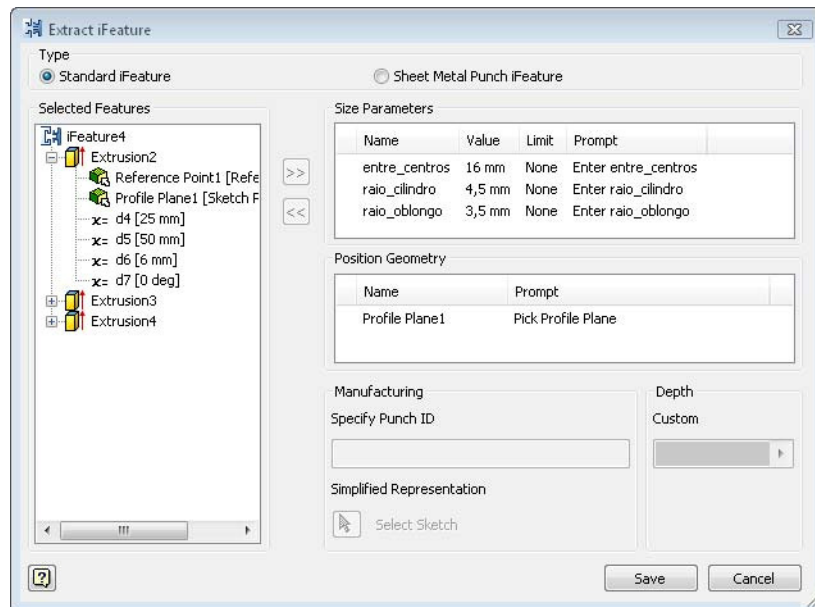 Extract iFeature
Type
Standard iFeature
Sheet Metal Punch iFeature
Selected Features
iFeature4
Extrusion2
Reference Point1 [Refe
Profile Plane1 [Sketch P
x= d4 [25 mm]
x= d5 [50 mm]
x= d6 [6 mm]
x= d7 [0 deg]
Extrusion3
Extrusion4
>>
<<
Size Parameters
Name Value Limit Prompt
entre_centros 16 mm None Enter entre_centros
raio_cilindro 4,5 mm None Enter raio_cilindro
raio_oblongo 3,5 mm None Enter raio_oblongo
Position Geometry
Name Prompt
Profile Plane1 Pick Profile Plane
Manufacturing
Specify Punch ID
Simplified Representation
Select Sketch
Depth
Custom
?
Save
Cancel